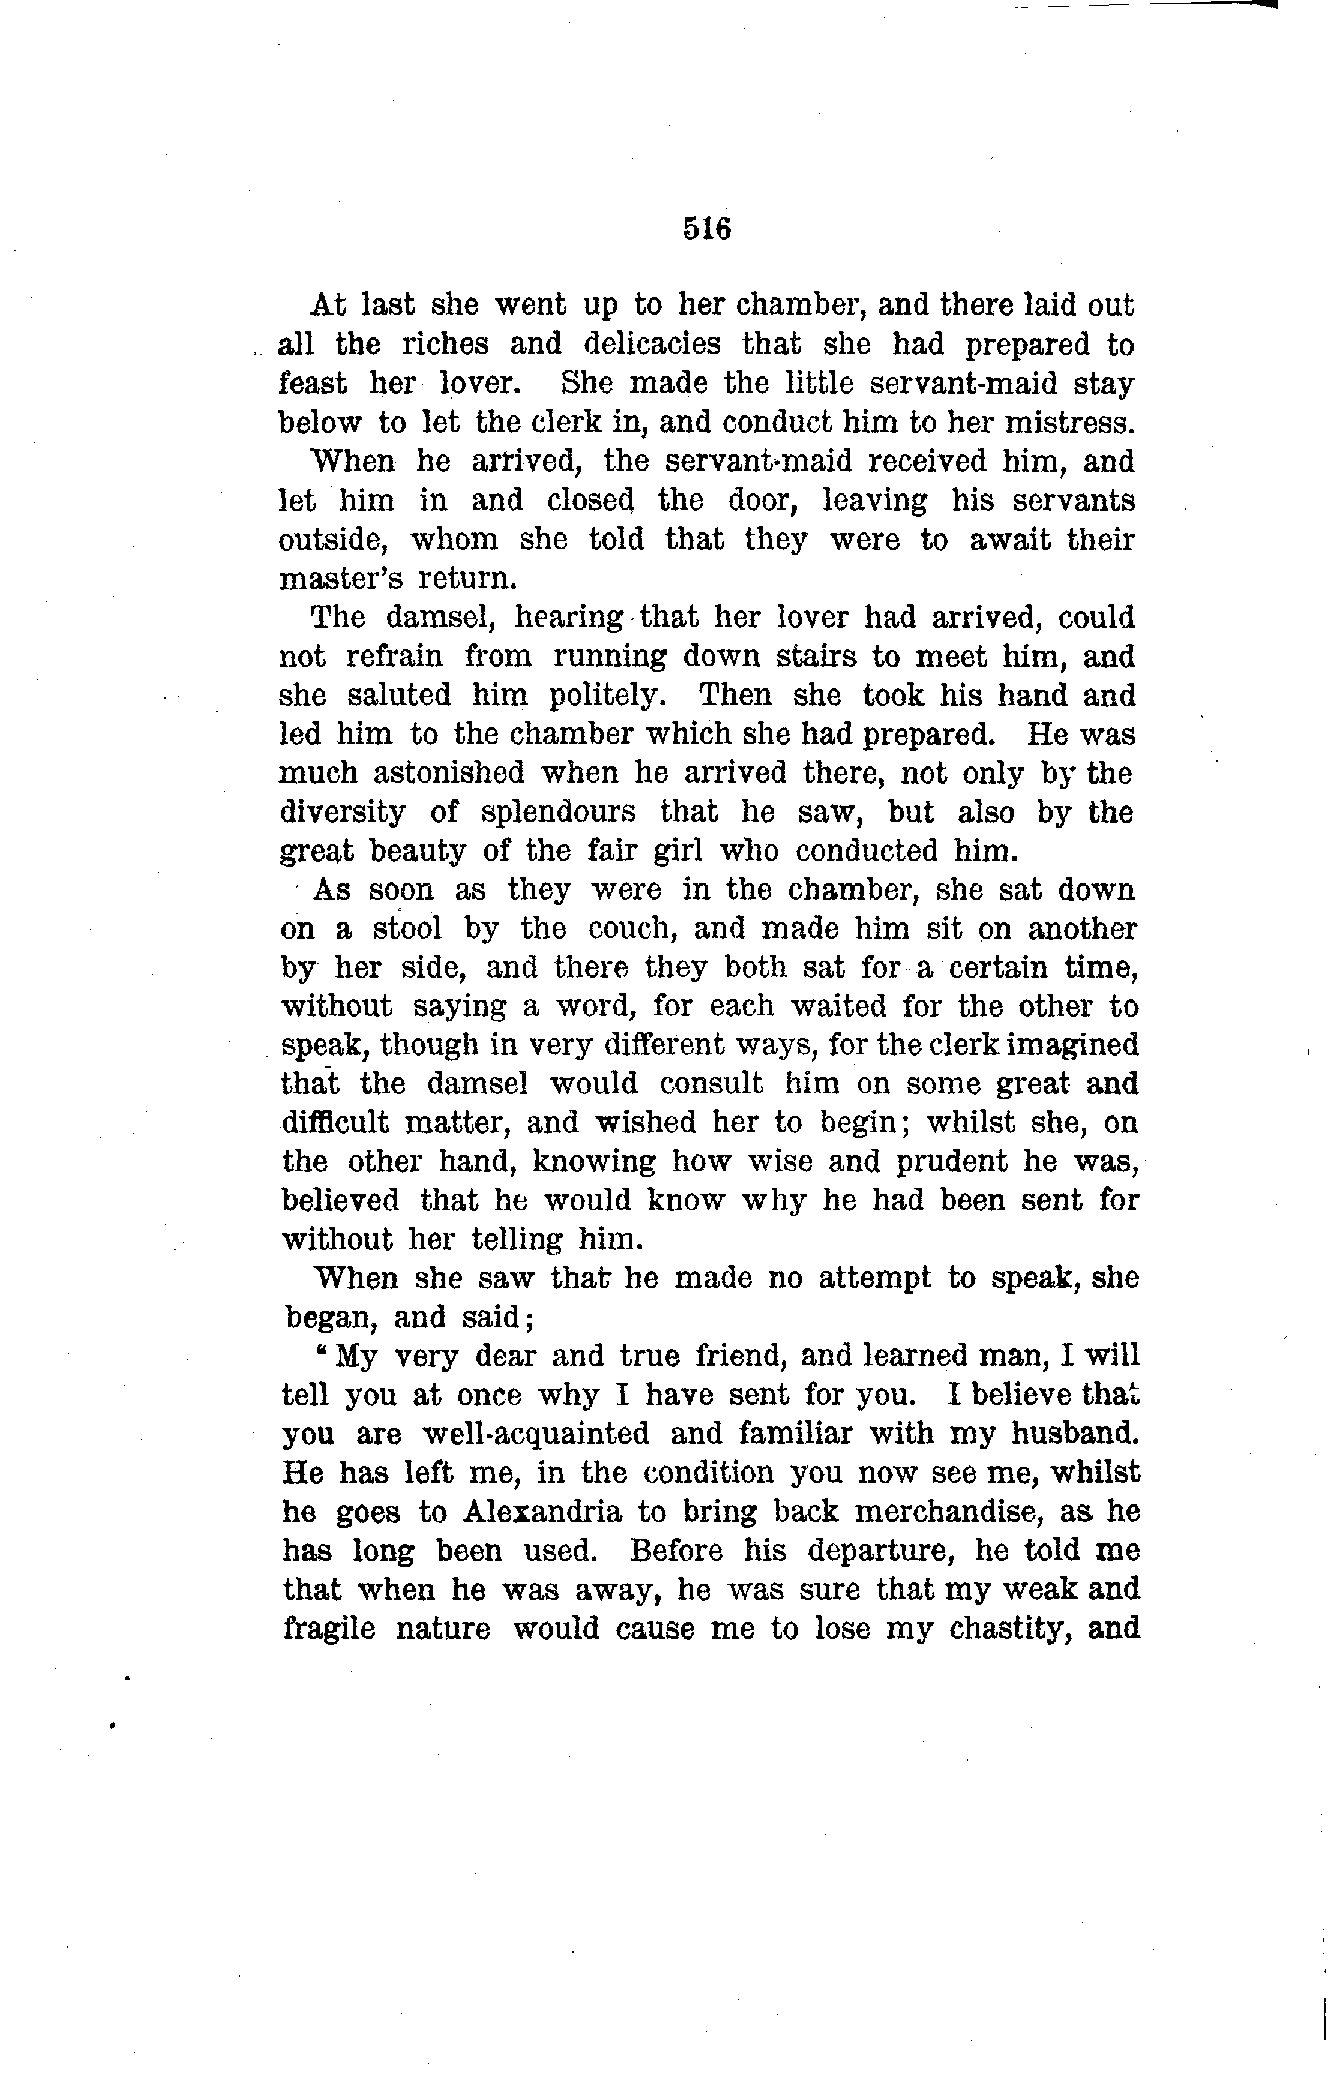 516
At last she went up to her chamber, and there laid out
all the riches and delicacies that she had prepared to
feast her lover. She made the little servant-maid stay
below to let the clerk in, and conduct him to her mistress.
When he arrived, the servant-maid received him, and
let him in and closed the door, leaving his servants
outside, whom she told that they were to await their
master's return.
The damsel, hearing that her lover had arrived, could
not refrain from running down stairs to meet him, and
she saluted him politely. Then she took his hand and
led him to the chamber which she had prepared. He was
much astonished when he arrived there, not only by the
diversity of splendours that he saw, but also by the
great beauty of the fair girl who conducted him.
As soon as they were in the chamber, she sat down
on a stool by the couch, and made him sit on another
by her side, and there they both sat for a certain time,
without saying a word, for each waited for the other to
speak, though in very different ways, for the clerk imagined
that the damsel would consult him on some great and
difficult matter, and wished her to begin; whilst she, on
the other hand, knowing how wise and prudent he was,
believed that he would know why he had been sent for
without her telling him.
When she saw that he made no attempt to speak, she
began, and said;
"My very dear and true friend, and learned man, I will
tell you at once why I have sent for you. I believe that
you are well-acquainted and familiar with my husband.
He has left me, in the condition you now see me, whilst
he goes to Alexandria to bring back merchandise, as he
has long been used. Before his departure, he told me
that when he was away, he was sure that my weak and
fragile nature would cause me to lose my chastity, and